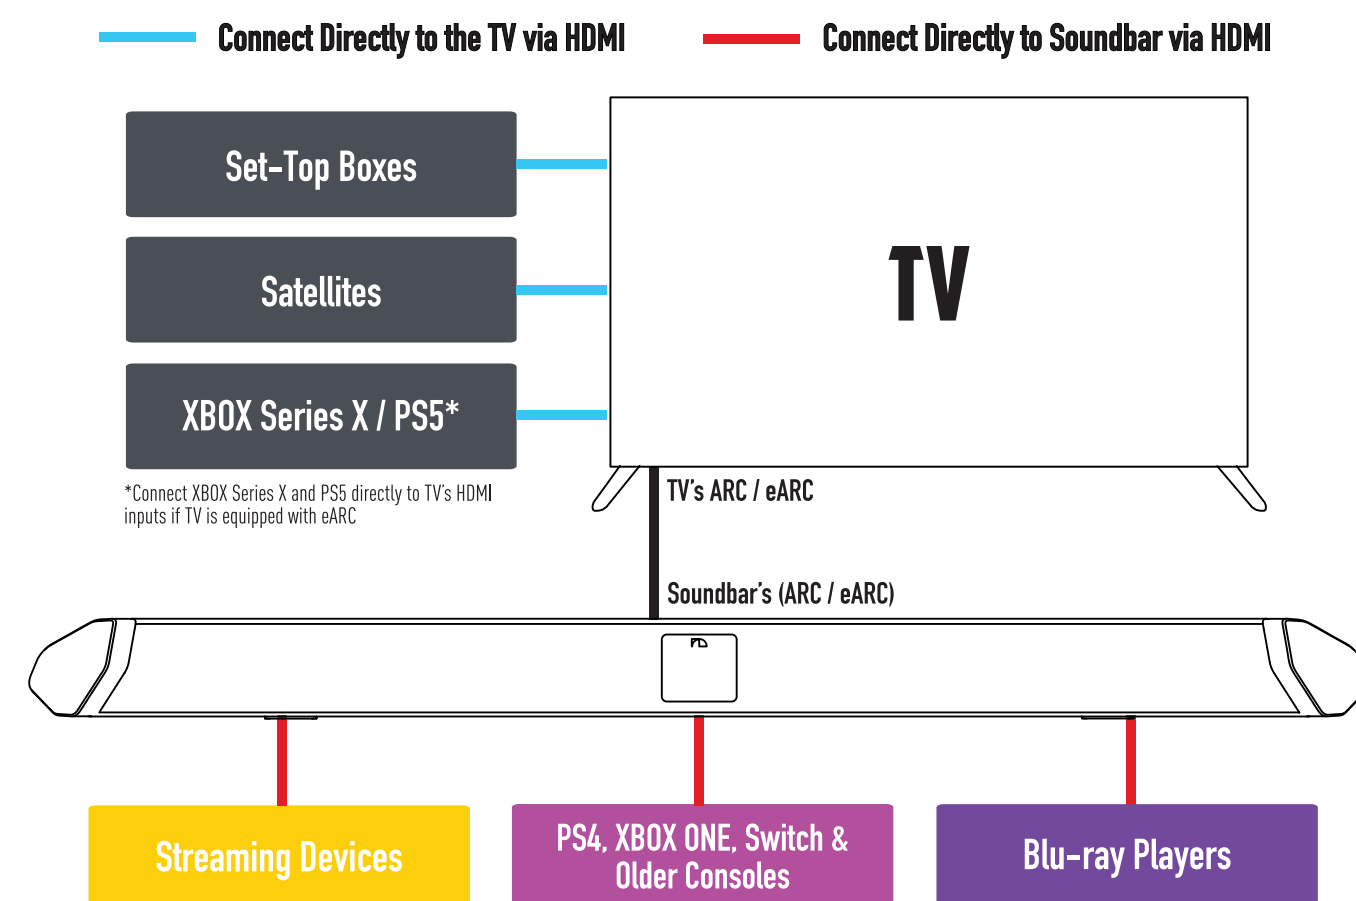 Connect Directly to the TV via HDMI
Connect Directly to Soundbar via HDMI
Set-Top Boxes
Satellites
XBOX Series X / PS5*
*Connect XBOX Series X and PS5 directly to TV's HDMI
inputs if TV is equipped with eARC
TV
TV's ARC / eARC
Soundbar's (ARC / eARC)
Streaming Devices
PS4, XBOX ONE, Switch &
Older Consoles
Blu-ray Players